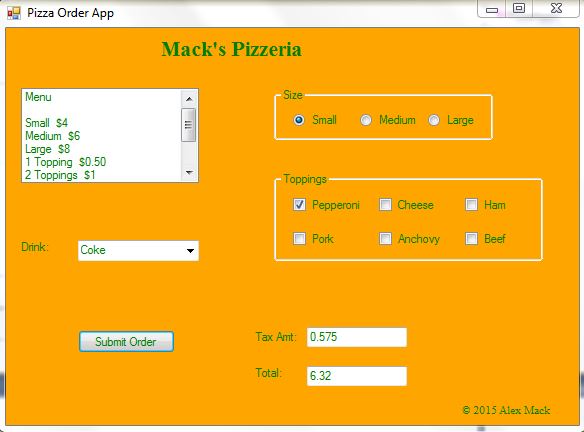 Pizza Order App
Mack's Pizzeria
Menu
Small $4
Medium $6
Large $8
1 Topping $0.50
2 Toppings $1
Size
Small Medium Large
Toppings
Pepperoni Cheese Ham
Pork Anchovy Beef
Drink: Coke
Submit Order
Tax Amt: 0.575
Total: 6.32
© 2015 Alex Mack